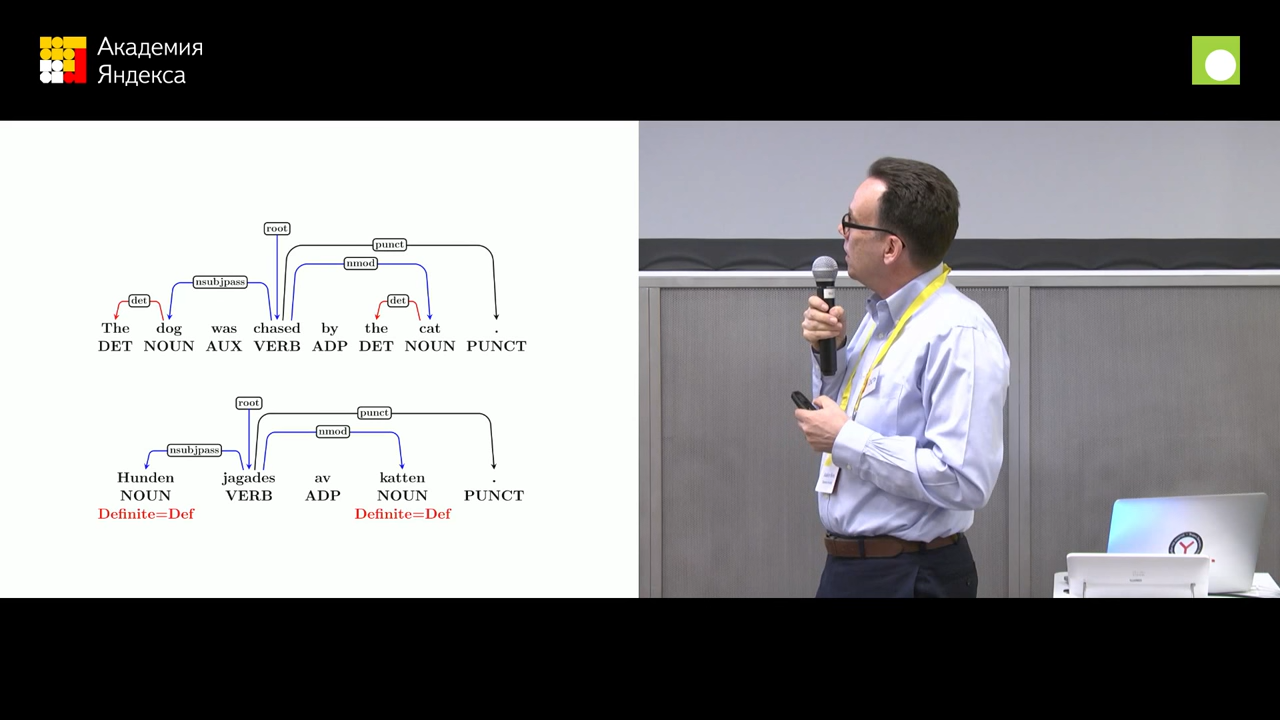 Академия
Яндекса
root
punct
nmod
nsubjpass
det
det
The dog was chased by the cat .
DET NOUN AUX VERB ADP DET NOUN PUNCT
root
punct
nmod
nsubjpass
Hunden jagades av katten .
NOUN VERB ADP NOUN PUNCT
Definite=Def Definite=Def